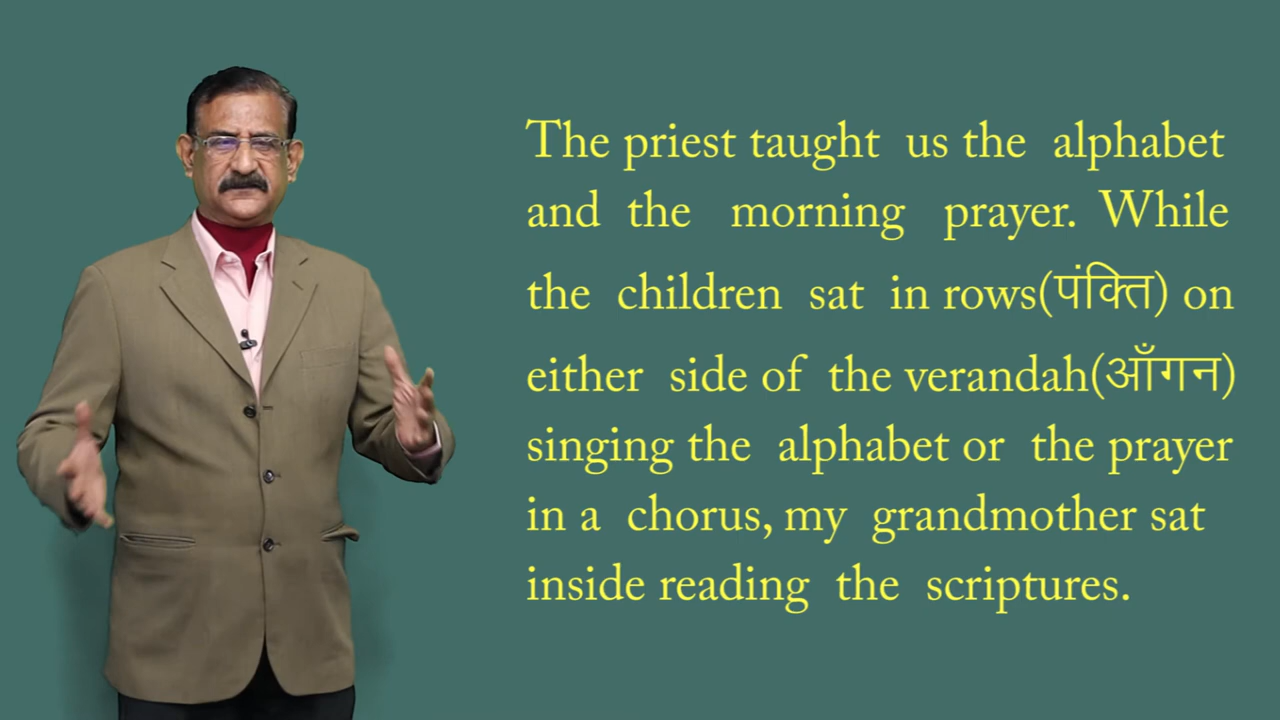 The priest taught us the alphabet
and the morning prayer. While
the children sat in rows(पंक्ति) on
either side of the verandah(आँगन)
singing the alphabet or the prayer
in a chorus, my grandmother sat
inside reading the scriptures.